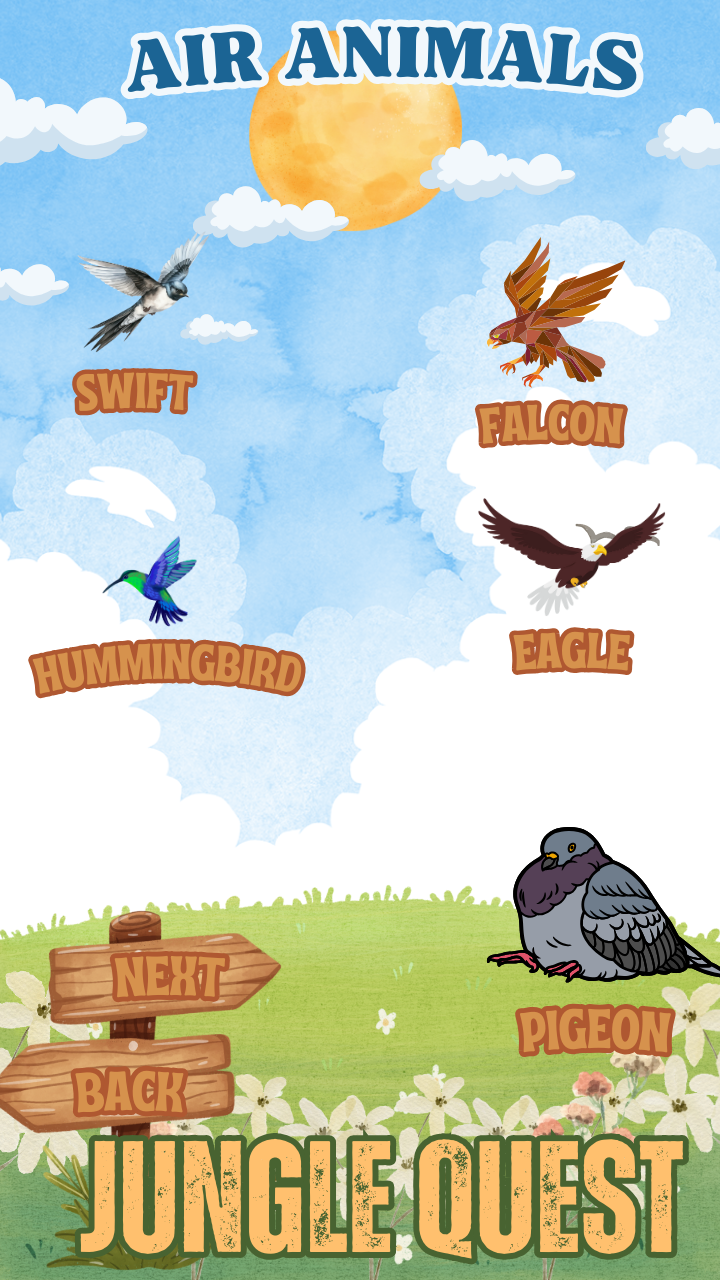 AIR ANIMALS
SWIFT
FALCON
HUMMINGBIRD
EAGLE
NEXT
PIGEON
BACK
JUNGLE QUEST